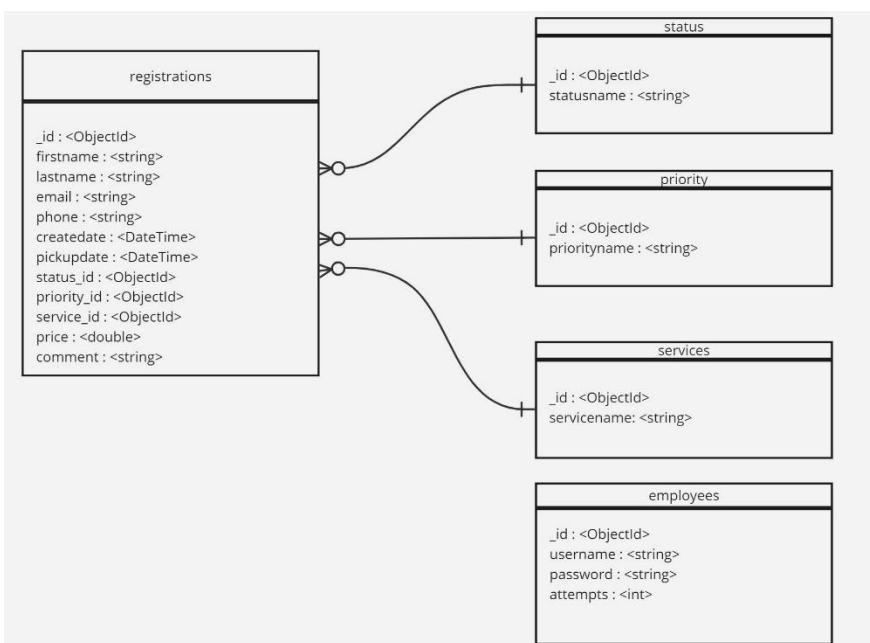 registrations
_id : <ObjectId>
firstname : <string>
lastname : <string>
email : <string>
phone : <string>
createdate : <DateTime>
pickupdate : <DateTime>
status_id : <ObjectId>
priority_id : <ObjectId>
service_id : <ObjectId>
price : <double>
comment : <string>
status
_id : <ObjectId>
statusname : <string>
priority
_id : <ObjectId>
priorityname : <string>
services
_id : <ObjectId>
servicename: <string>
employees
_id : <ObjectId>
username : <string>
password : <string>
attempts : <int>